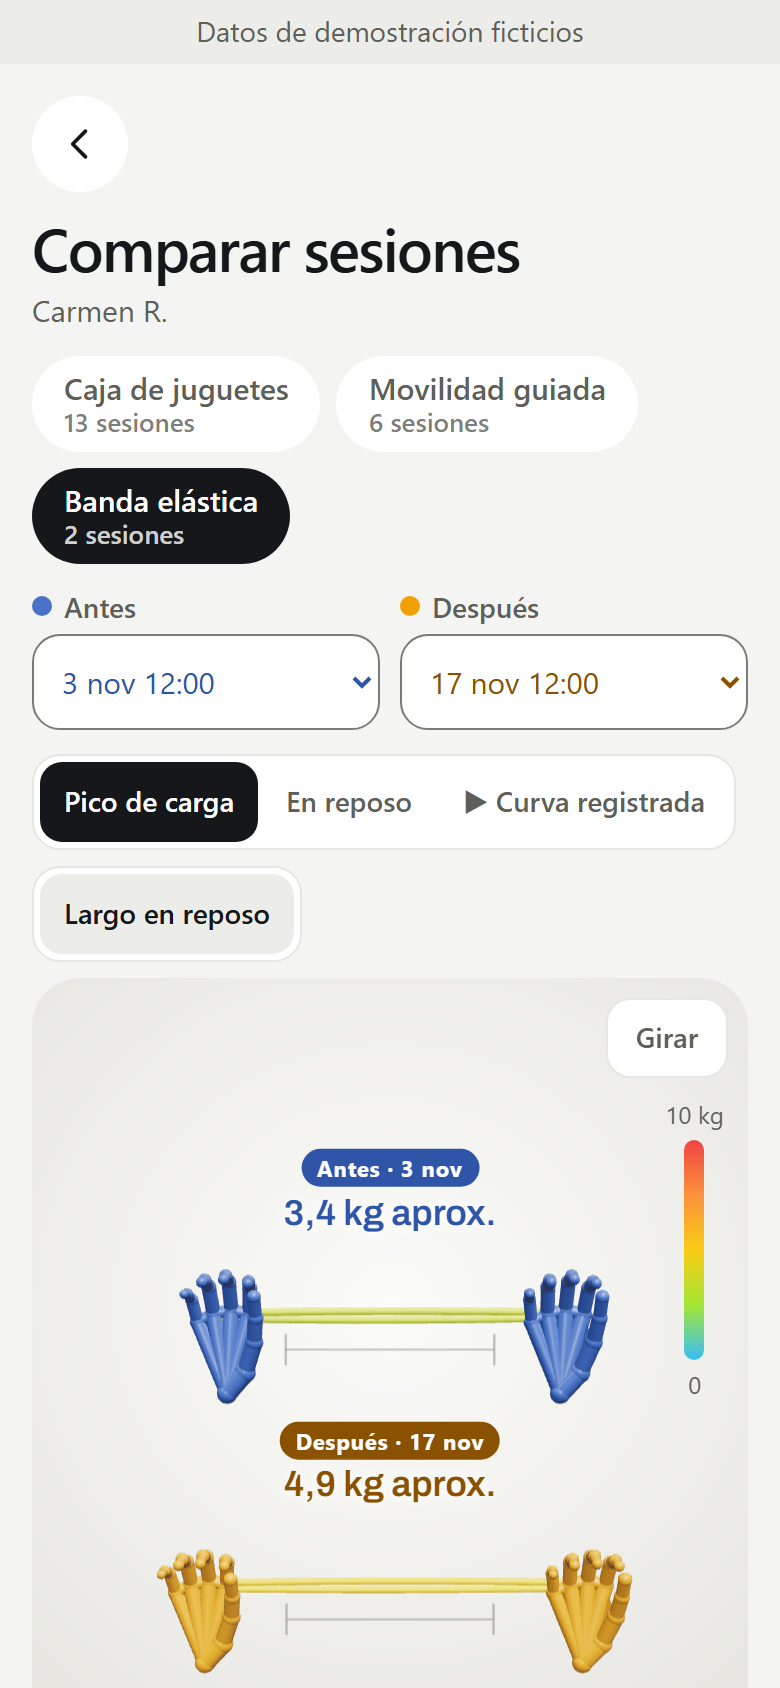 Datos de demostración ficticios
Comparar sesiones
Carmen R.
Caja de juguetes
13 sesiones
Movilidad guiada
6 sesiones
Banda elástica
2 sesiones
Antes
Después
3 nov 12:00
17 nov 12:00
Pico de carga
En reposo
▶ Curva registrada
Largo en reposo
Girar
10 kg
Antes · 3 nov
3,4 kg aprox.
0
Después · 17 nov
4,9 kg aprox.